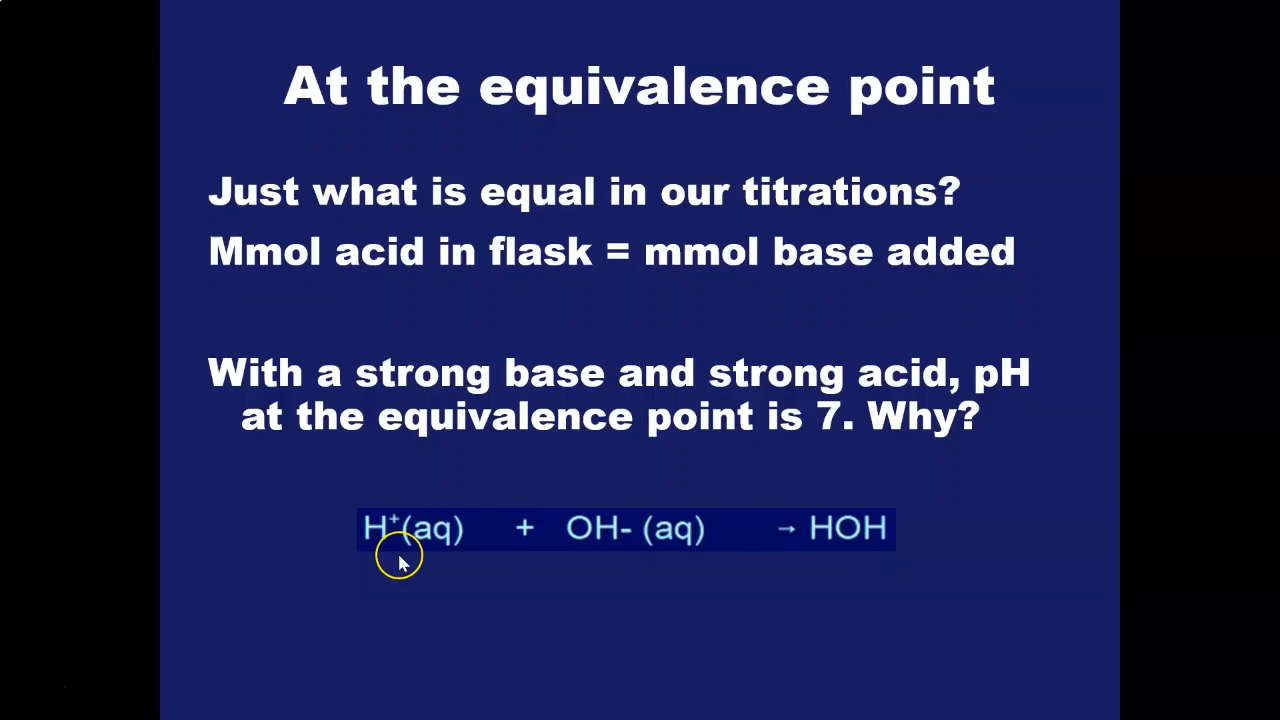 At the equivalence point
Just what is equal in our titrations?
Mmol acid in flask = mmol base added
With a strong base and strong acid, pH
at the equivalence point is 7. Why?
H⁺(aq) + OH- (aq) → HOH